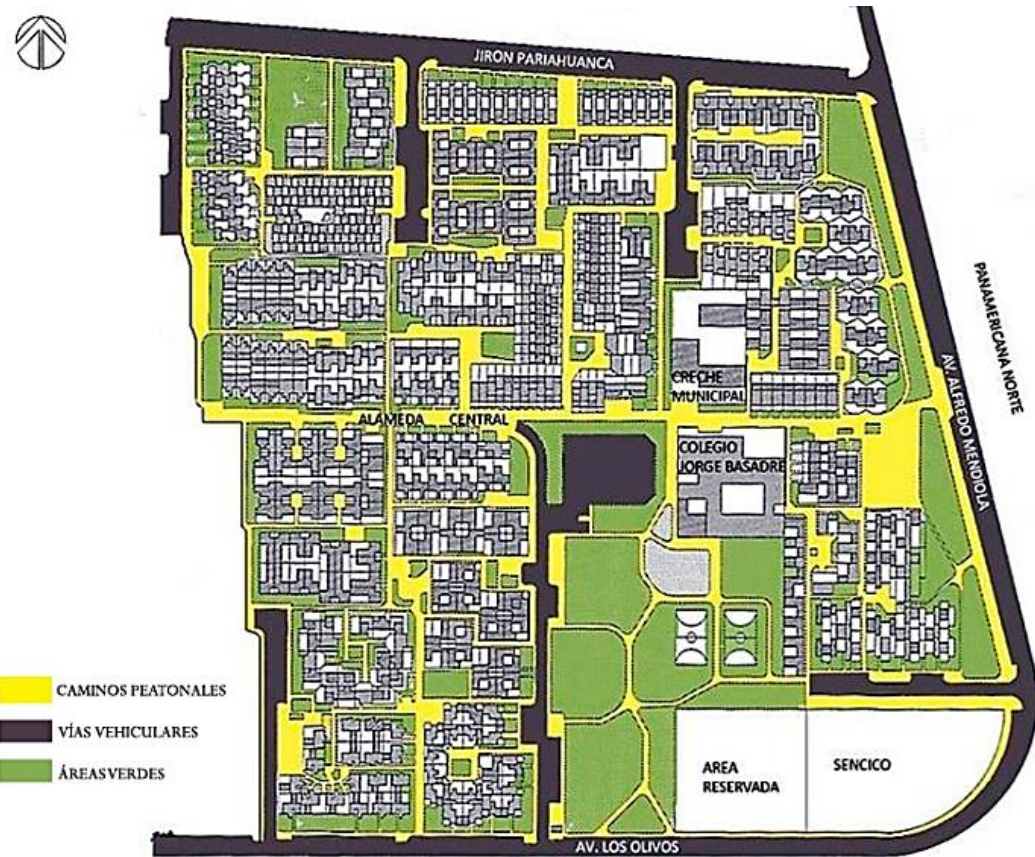 JIRON PARIAHUANCA
PANAMERICANA NORTE
AV. ALFREDO MENDIOLA
CRECHE
MUNICIPAL
ALAMEDA CENTRAL
COLEGIO
JORGE BASADRE
CAMINOS PEATONALES
VÍAS VEHICULARES
ÁREAS VERDES
AREA
RESERVADA
SENCICO
AV. LOS OLIVOS